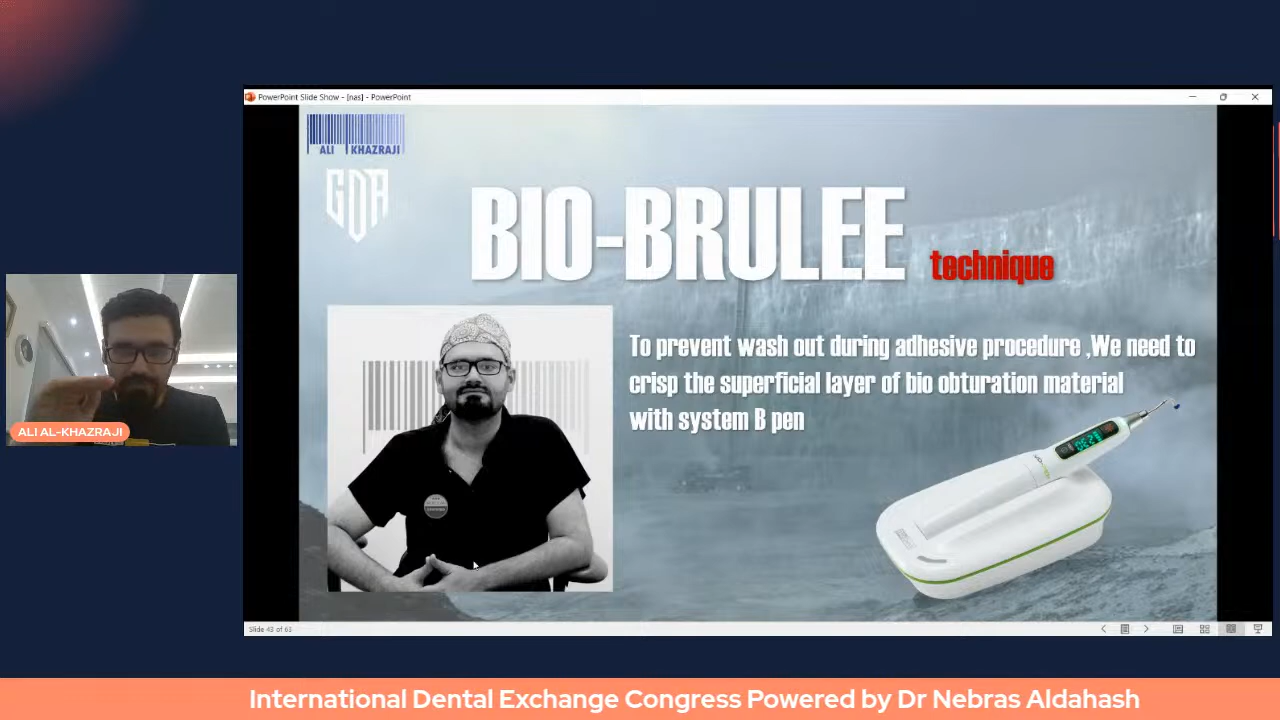 PowerPoint Slide Show - [nas] - PowerPoint
ALI KHAZRAJI
GDA
BIO-BRULEE
technique
To prevent wash out during adhesive procedure ,We need to
crisp the superficial layer of bio obturation material
with system B pen
ALI AL-KHAZRAJI
Slide 43 of 61
International Dental Exchange Congress Powered by Dr Nebras Aldahash